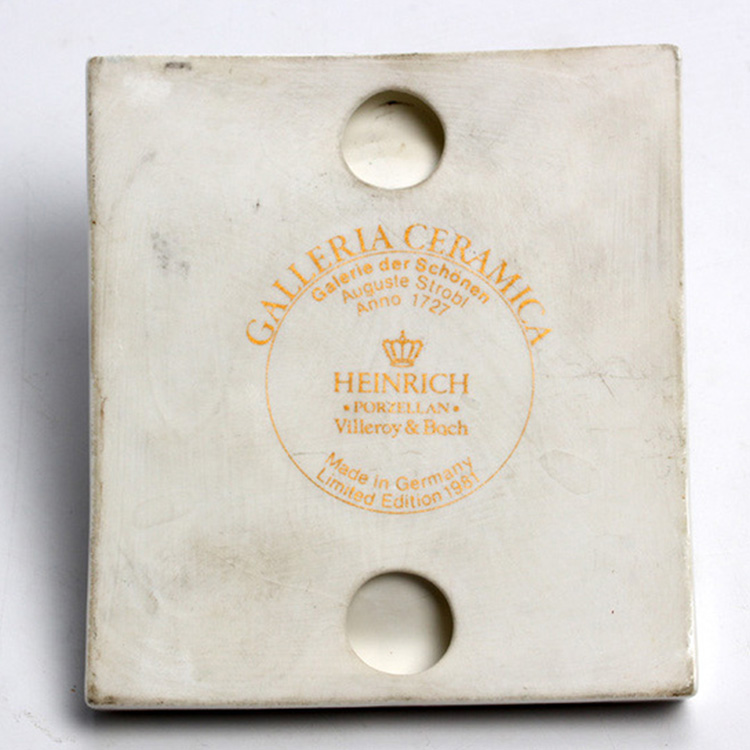 GALLERIA CERAMICA
Galerie der Schönen
Auguste Strobl
Anno 1727
HEINRICH
• PORZELLAN •
Villeroy & Boch
Made in Germany
Limited Edition 1981